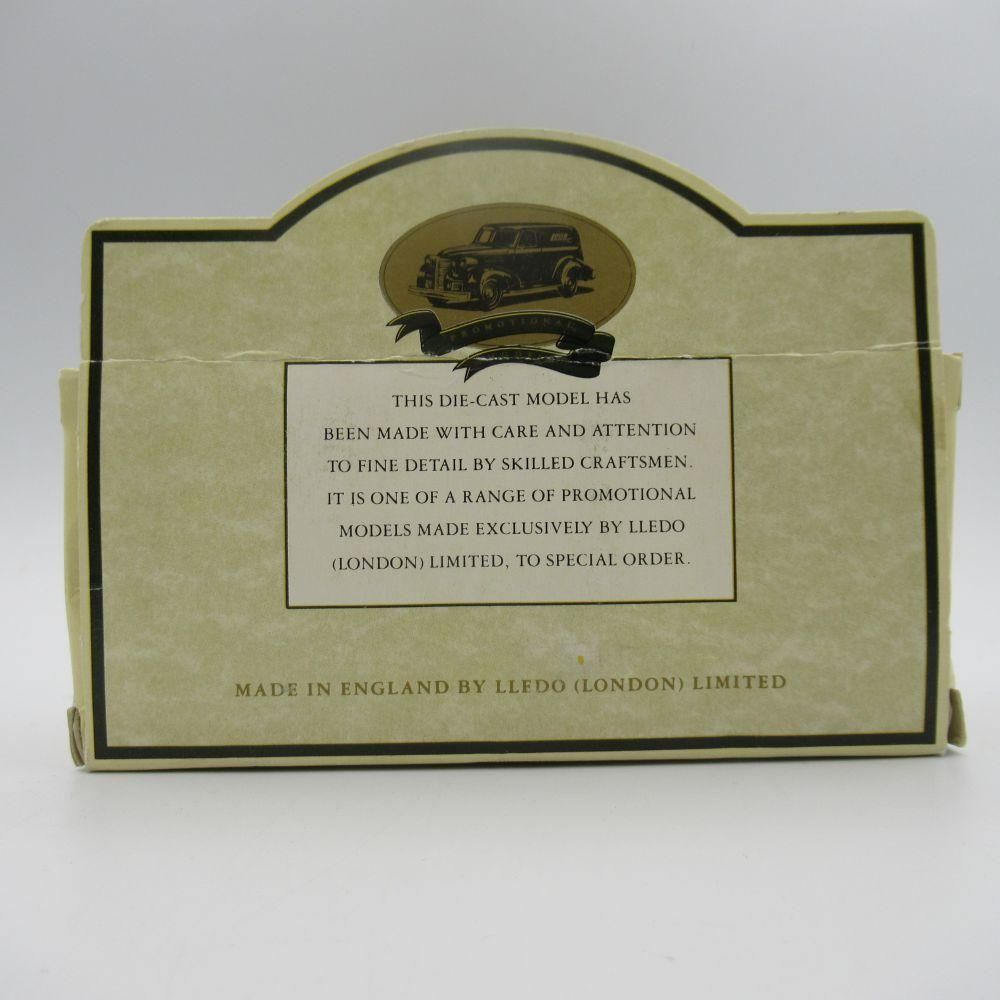 PROMOTIONAL
THIS DIE-CAST MODEL HAS
BEEN MADE WITH CARE AND ATTENTION
TO FINE DETAIL BY SKILLED CRAFTSMEN.
IT IS ONE OF A RANGE OF PROMOTIONAL
MODELS MADE EXCLUSIVELY BY LLEDO
(LONDON) LIMITED, TO SPECIAL ORDER.
MADE IN ENGLAND BY LLEDO (LONDON) LIMITED